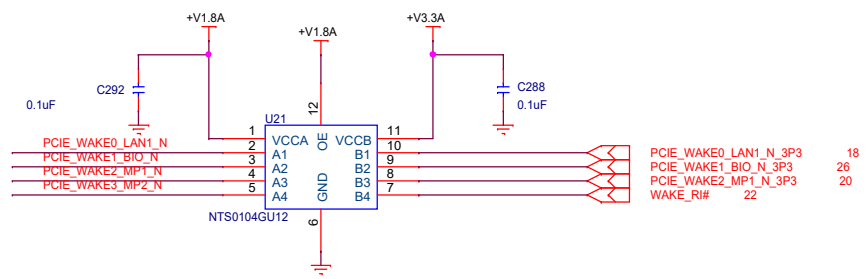 +V1.8A
+V1.8A
+V3.3A
C292
0.1uF
C288
0.1uF
U21
12
1
VCCA
OE
VCCB
11
PCIE_WAKE0_LAN1_N
2
A1
B1
10
PCIE_WAKE0_LAN1_N_3P3
18
PCIE_WAKE1_BIO_N
3
A2
B2
9
PCIE_WAKE1_BIO_N_3P3
26
PCIE_WAKE2_MP1_N
4
A3
B3
8
PCIE_WAKE2_MP1_N_3P3
20
PCIE_WAKE3_MP2_N
5
A4
GND
B4
7
WAKE_RI#
22
NTS0104GU12
6